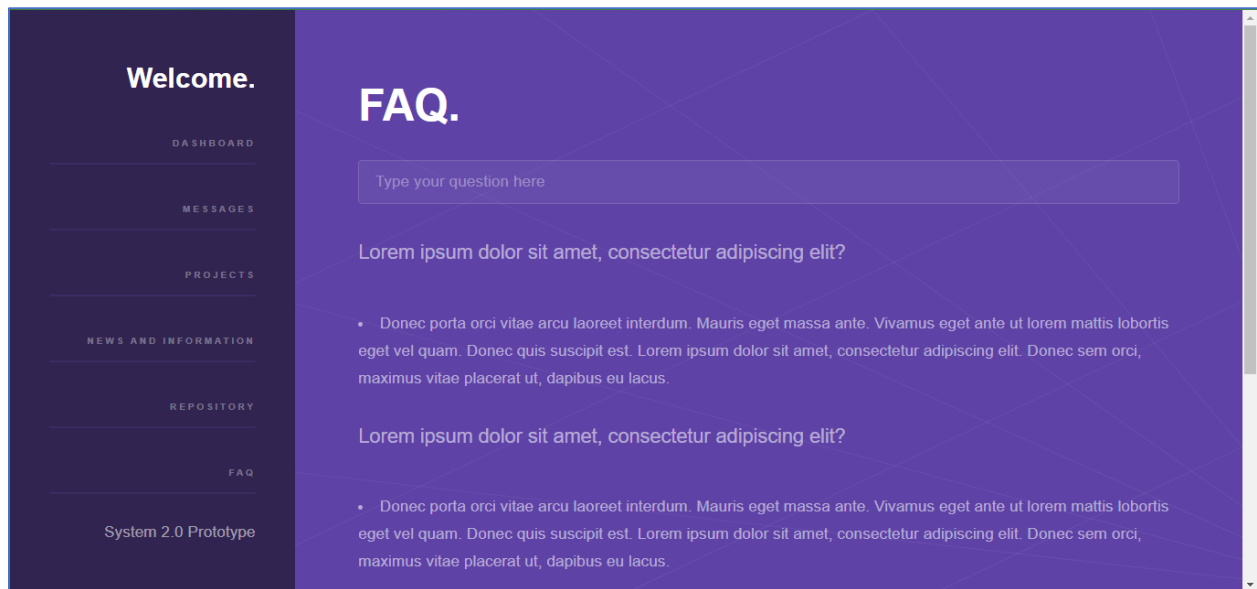 Welcome.
DASHBOARD
MESSAGES
PROJECTS
NEWS AND INFORMATION
REPOSITORY
FAQ
System 2.0 Prototype
FAQ.
Type your question here
Lorem ipsum dolor sit amet, consectetur adipiscing elit?
• Donec porta orci vitae arcu laoreet interdum. Mauris eget massa ante. Vivamus eget ante ut lorem mattis lobortis
eget vel quam. Donec quis suscipit est. Lorem ipsum dolor sit amet, consectetur adipiscing elit. Donec sem orci,
maximus vitae placerat ut, dapibus eu lacus.
Lorem ipsum dolor sit amet, consectetur adipiscing elit?
• Donec porta orci vitae arcu laoreet interdum. Mauris eget massa ante. Vivamus eget ante ut lorem mattis lobortis
eget vel quam. Donec quis suscipit est. Lorem ipsum dolor sit amet, consectetur adipiscing elit. Donec sem orci,
maximus vitae placerat ut, dapibus eu lacus.